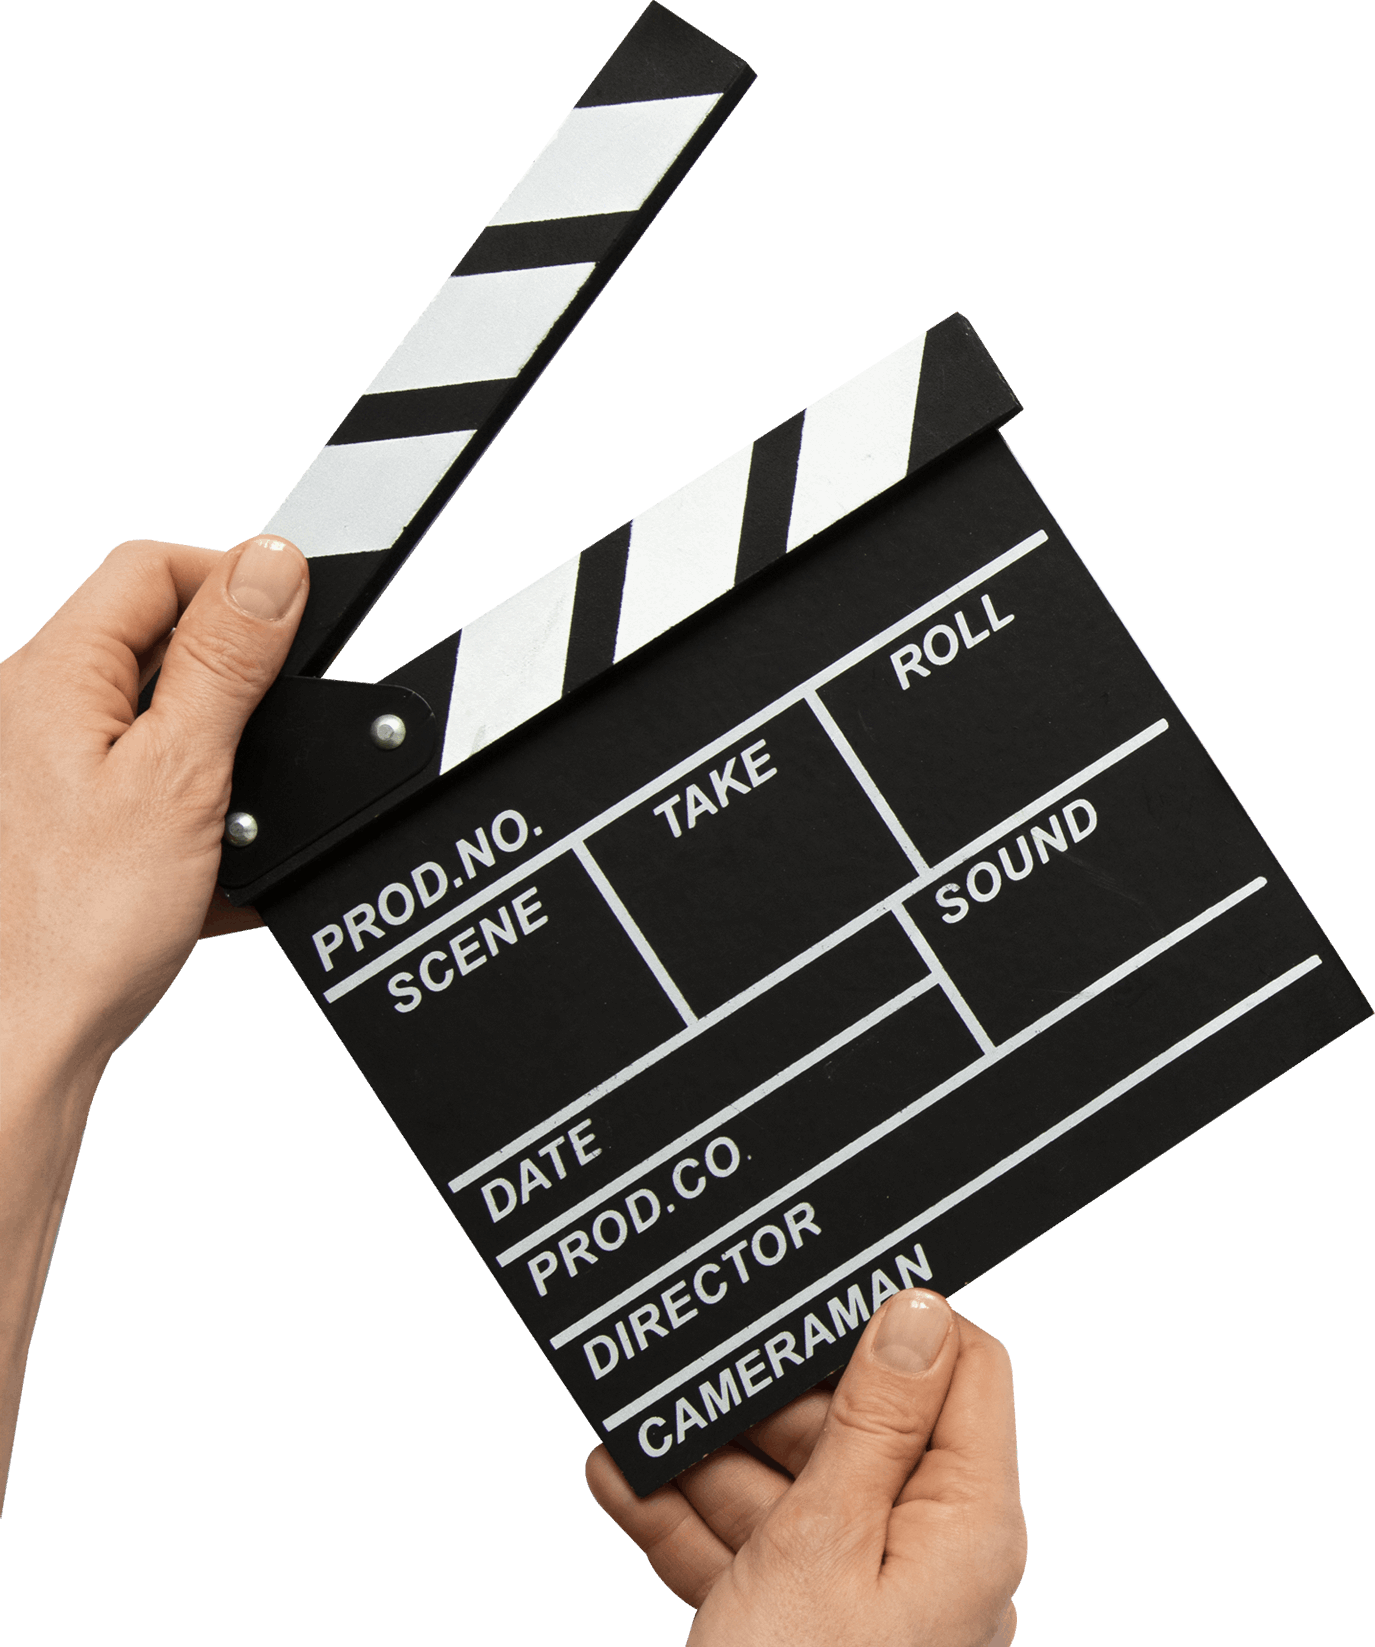 PROD.NO.
SCENE
TAKE
ROLL
SOUND
DATE
PROD.CO.
DIRECTOR
CAMERAMAN